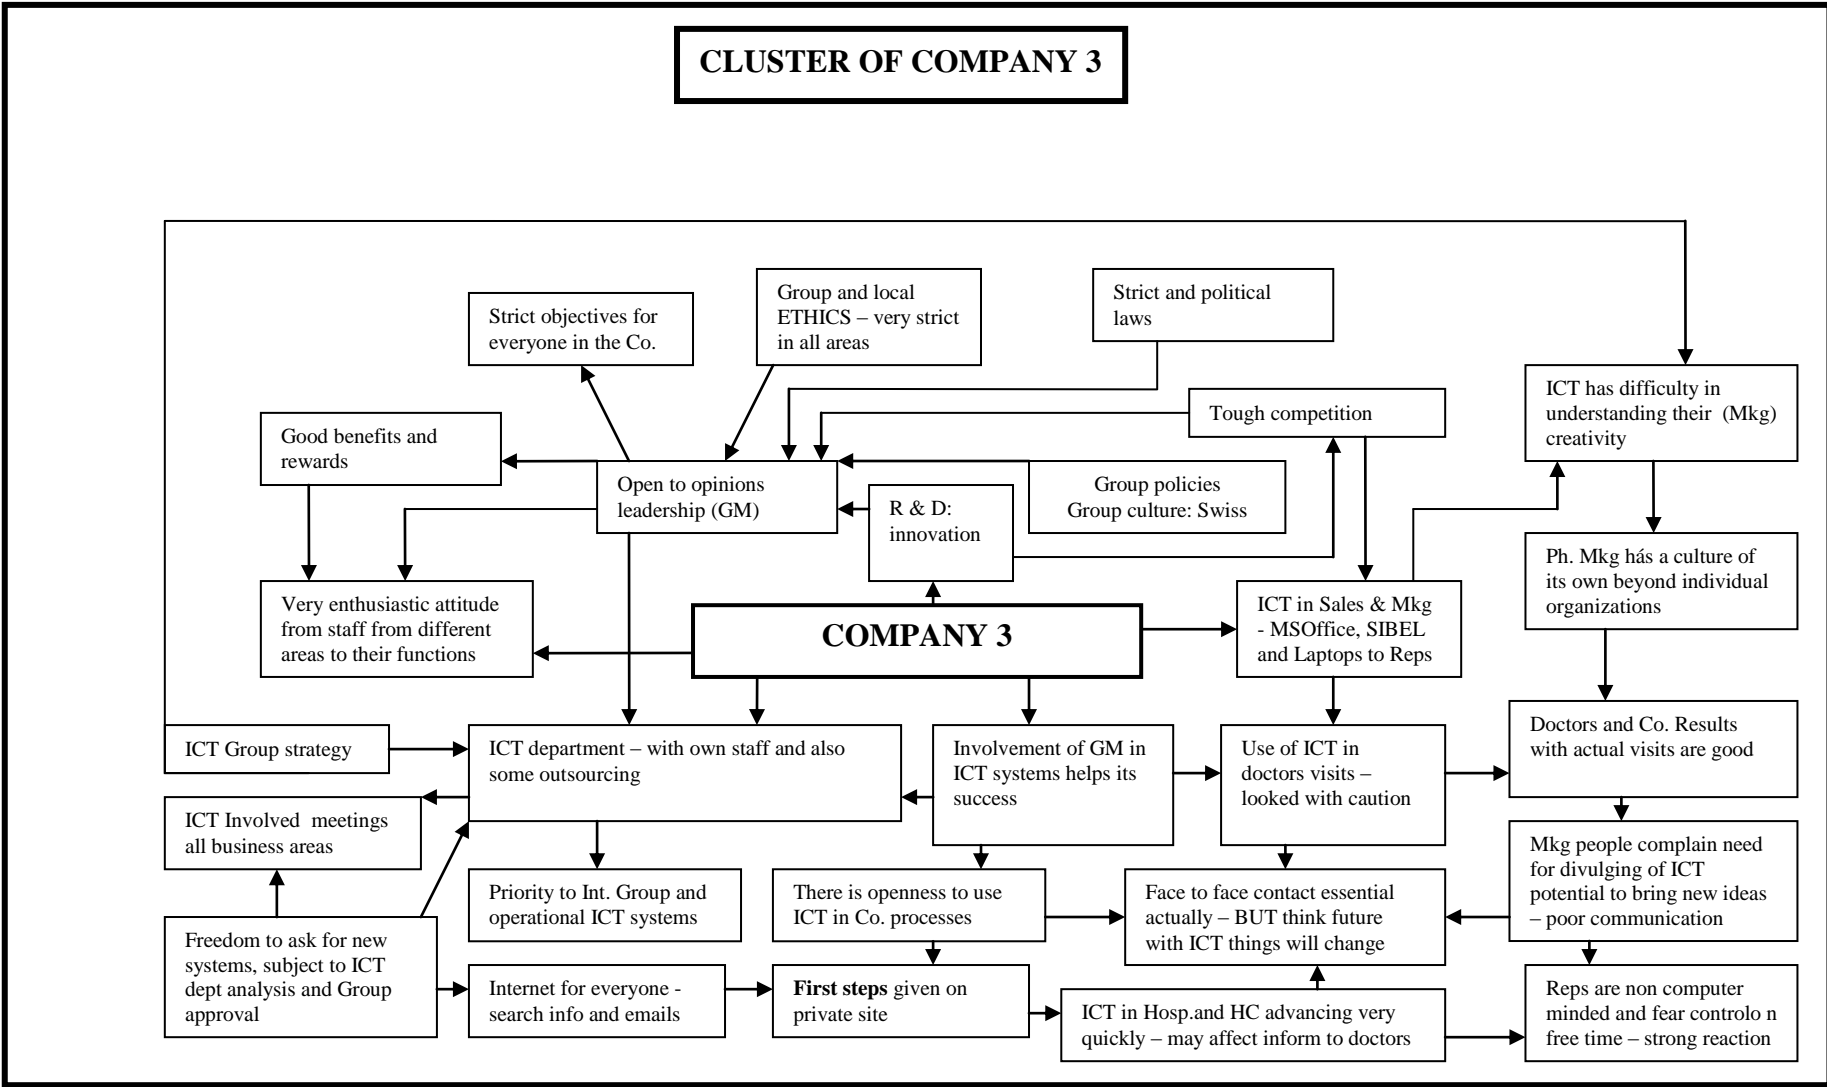 CLUSTER OF COMPANY 3
Group and local
ETHICS – very strict
in all areas
Strict and political
laws
Strict objectives for
everyone in the Co.
ICT has difficulty in
understanding their  (Mkg)
creativity
Tough competition
Good benefits and
rewards
Open to opinions
leadership (GM)
R & D:
innovation
Group policies
Group culture: Swiss
Ph. Mkg hás a culture of
its own beyond individual
organizations
Very enthusiastic attitude
from staff from different
areas to their functions
COMPANY 3
ICT in Sales & Mkg
- MSOffice, SIBEL
and Laptops to Reps
Doctors and Co. Results
with actual visits are good
ICT Group strategy
ICT department – with own staff and also
some outsourcing
Involvement of GM in
ICT systems helps its
success
Use of ICT in
doctors visits –
looked with caution
ICT Involved  meetings
all business areas
Mkg people complain need
for divulging of ICT
potential to bring new ideas
– poor communication
Priority to Int. Group and
operational ICT systems
There is openness to use
ICT in Co. processes
Face to face contact essential
actually – BUT think future
with ICT things will change
Freedom to ask for new
systems, subject to ICT
dept analysis and Group
approval
Internet for everyone -
search info and emails
First steps given on
private site
ICT in Hosp.and HC advancing very
quickly – may affect inform to doctors
Reps are non computer
minded and fear controlo n
free time – strong reaction